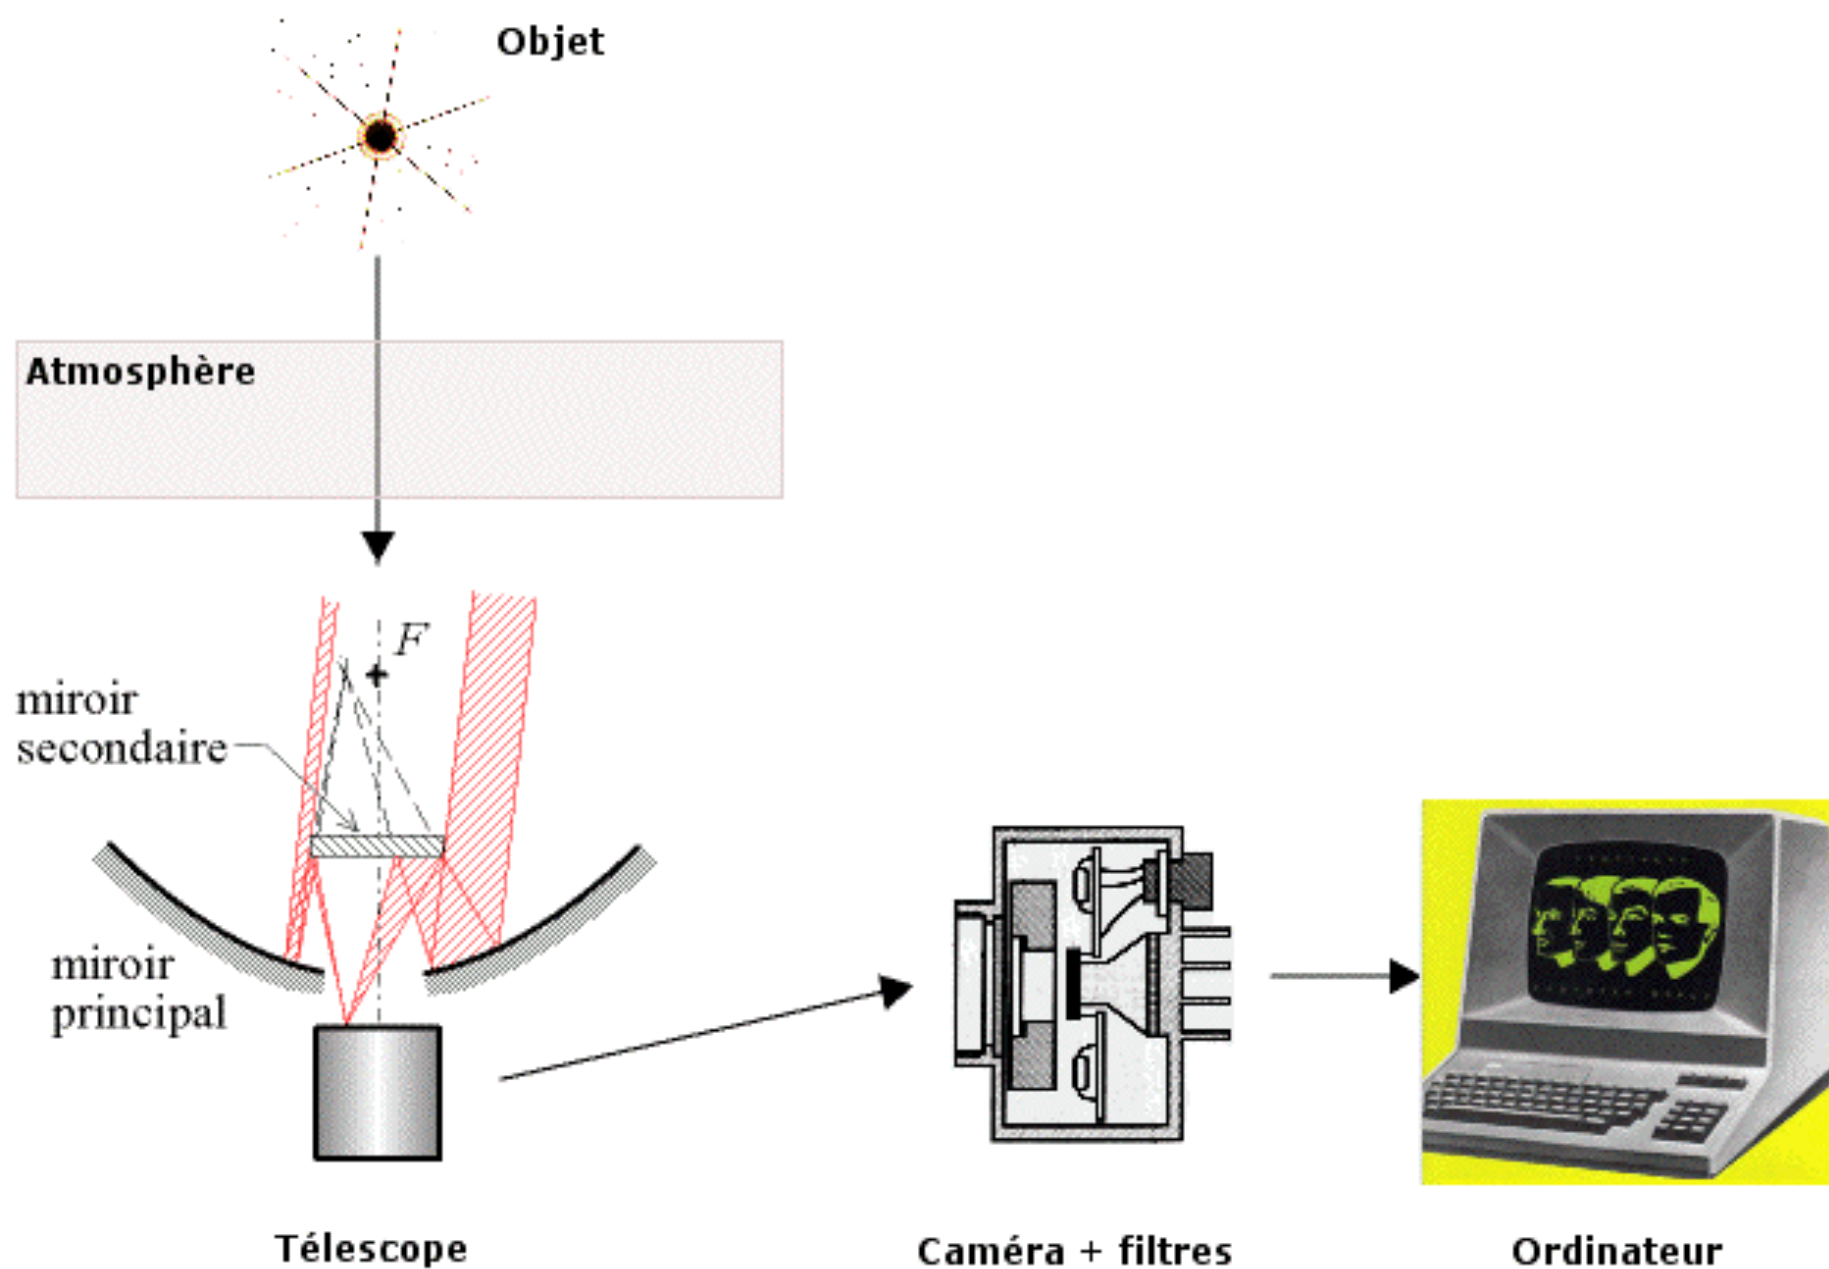 Objet
Atmosphère
F
miroir
secondaire
miroir
principal
Télescope
Caméra + filtres
Ordinateur